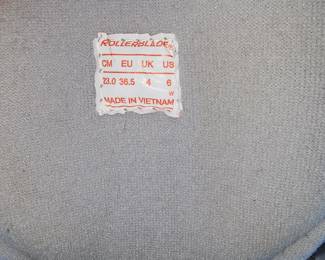 ROLLERBLADE®
CM EU UK US
23.0 36.5 4 6
W
MADE IN VIETNAM